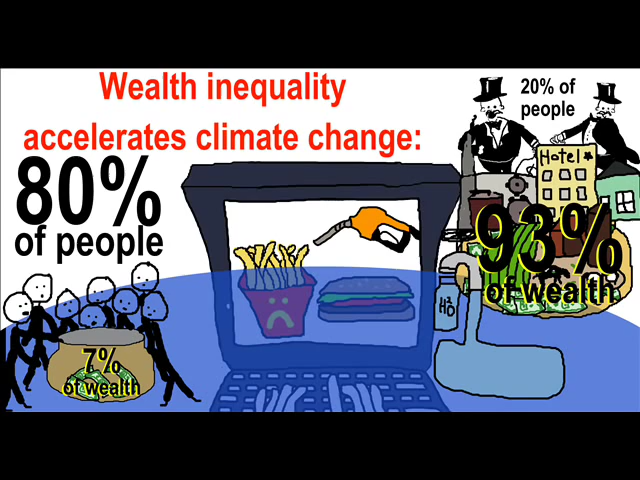 Wealth inequality
accelerates climate change:
80%
of people
20% of
people
Hotel
93%
of wealth
H2O
7%
of wealth